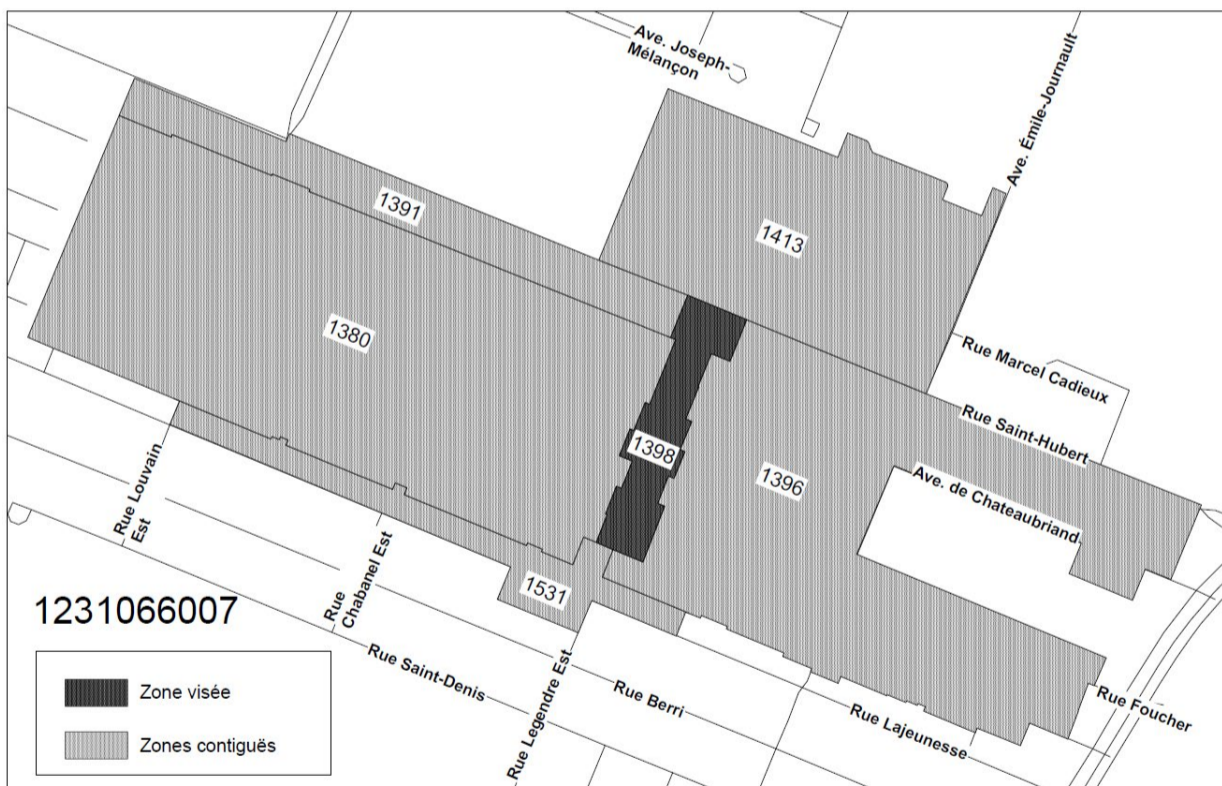 Ave. Joseph-
Mélançon
Ave. Émile-Journault
1391
1413
1380
Rue Marcel Cadieux
Rue Saint-Hubert
1398
1396
Ave. de Chateaubriand
Rue Louvain
Est
Rue
Chabanel Est
1531
1231066007
Rue Saint-Denis
Rue Legendre Est
Rue Berri
Rue Lajeunesse
Rue Foucher
Zone visée
Zones contiguës